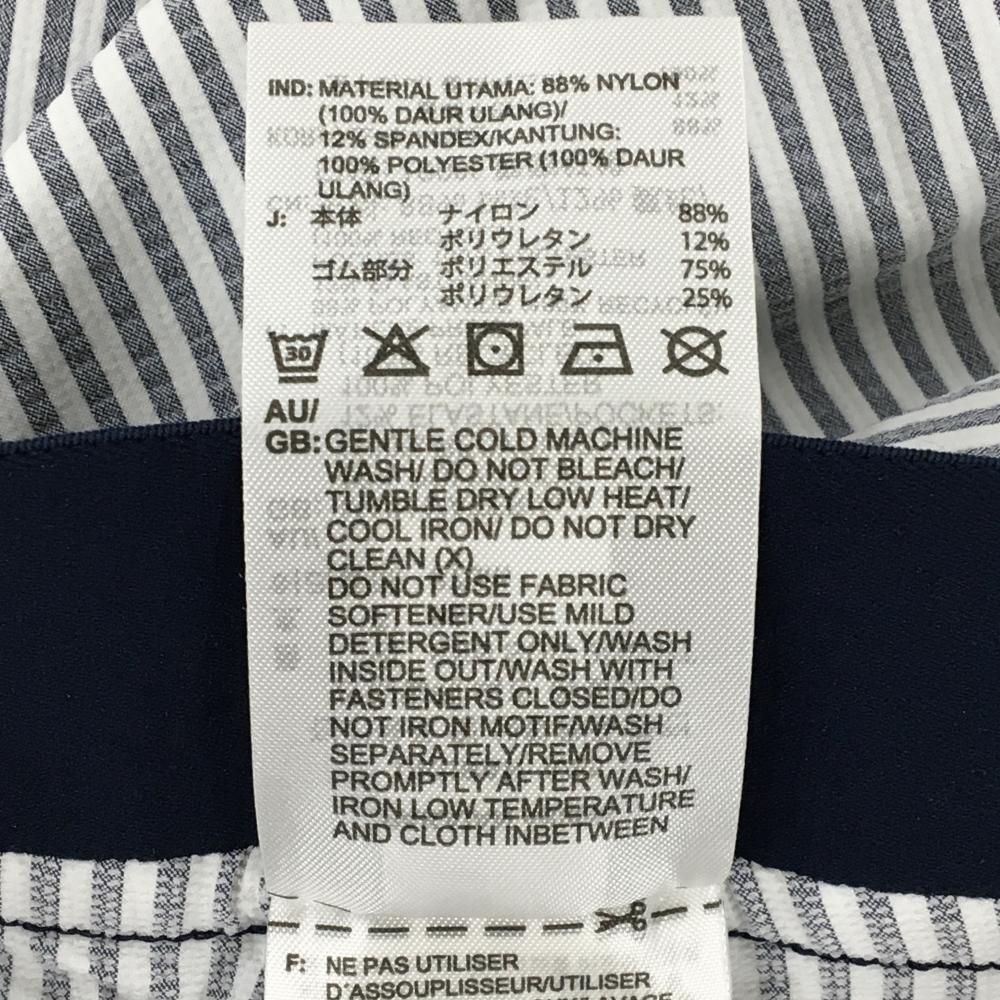 IND: MATERIAL UTAMA: 88% NYLON
(100% DAUR ULANG)/
12% SPANDEX/KANTUNG:
100% POLYESTER (100% DAUR
ULANG)
J: 本体 ナイロン 88%
ポリウレタン 12%
ゴム部分 ポリエステル 75%
ポリウレタン 25%
30
AU/
GB: GENTLE COLD MACHINE
WASH/ DO NOT BLEACH/
TUMBLE DRY LOW HEAT/
COOL IRON/ DO NOT DRY
CLEAN (X)
DO NOT USE FABRIC
SOFTENER/USE MILD
DETERGENT ONLY/WASH
INSIDE OUT/WASH WITH
FASTENERS CLOSED/DO
NOT IRON MOTIF/WASH
SEPARATELY/REMOVE
PROMPTLY AFTER WASH/
IRON LOW TEMPERATURE
AND CLOTH INBETWEEN
F: NE PAS UTILISER
D'ASSOUPLISSEUR/UTILISER